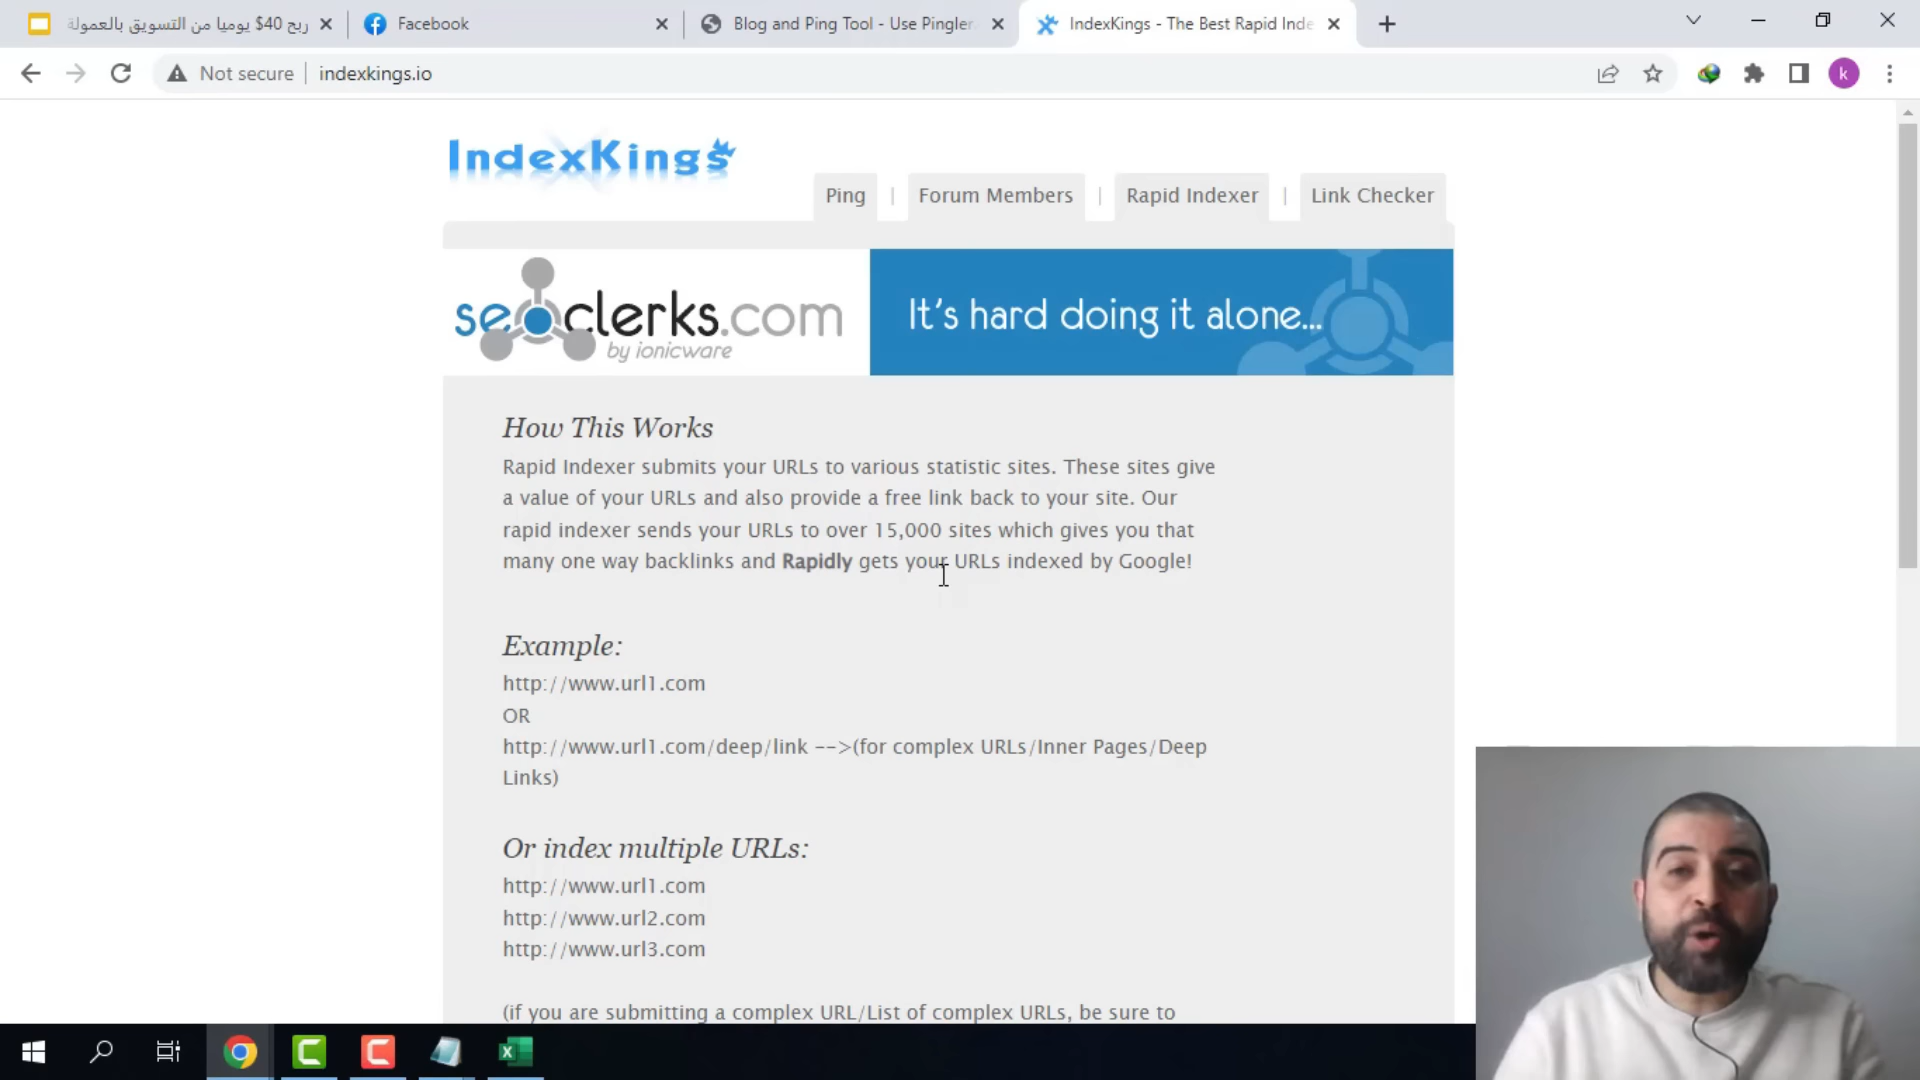 ربح 40$ يوميا من التسويق بالعمولة
Facebook
Blog and Ping Tool - Use Pingler
IndexKings - The Best Rapid Inde
Not secure
indexkings.io
k
IndexKings
Ping | Forum Members | Rapid Indexer | Link Checker
seoclerks.com
by ionicware
It's hard doing it alone...
How This Works
Rapid Indexer submits your URLs to various statistic sites. These sites give
a value of your URLs and also provide a free link back to your site. Our
rapid indexer sends your URLs to over 15,000 sites which gives you that
many one way backlinks and Rapidly gets your URLs indexed by Google!
Example:
http://www.url1.com
OR
http://www.url1.com/deep/link -->(for complex URLs/Inner Pages/Deep
Links)
Or index multiple URLs:
http://www.url1.com
http://www.url2.com
http://www.url3.com
(if you are submitting a complex URL/List of complex URLs, be sure to